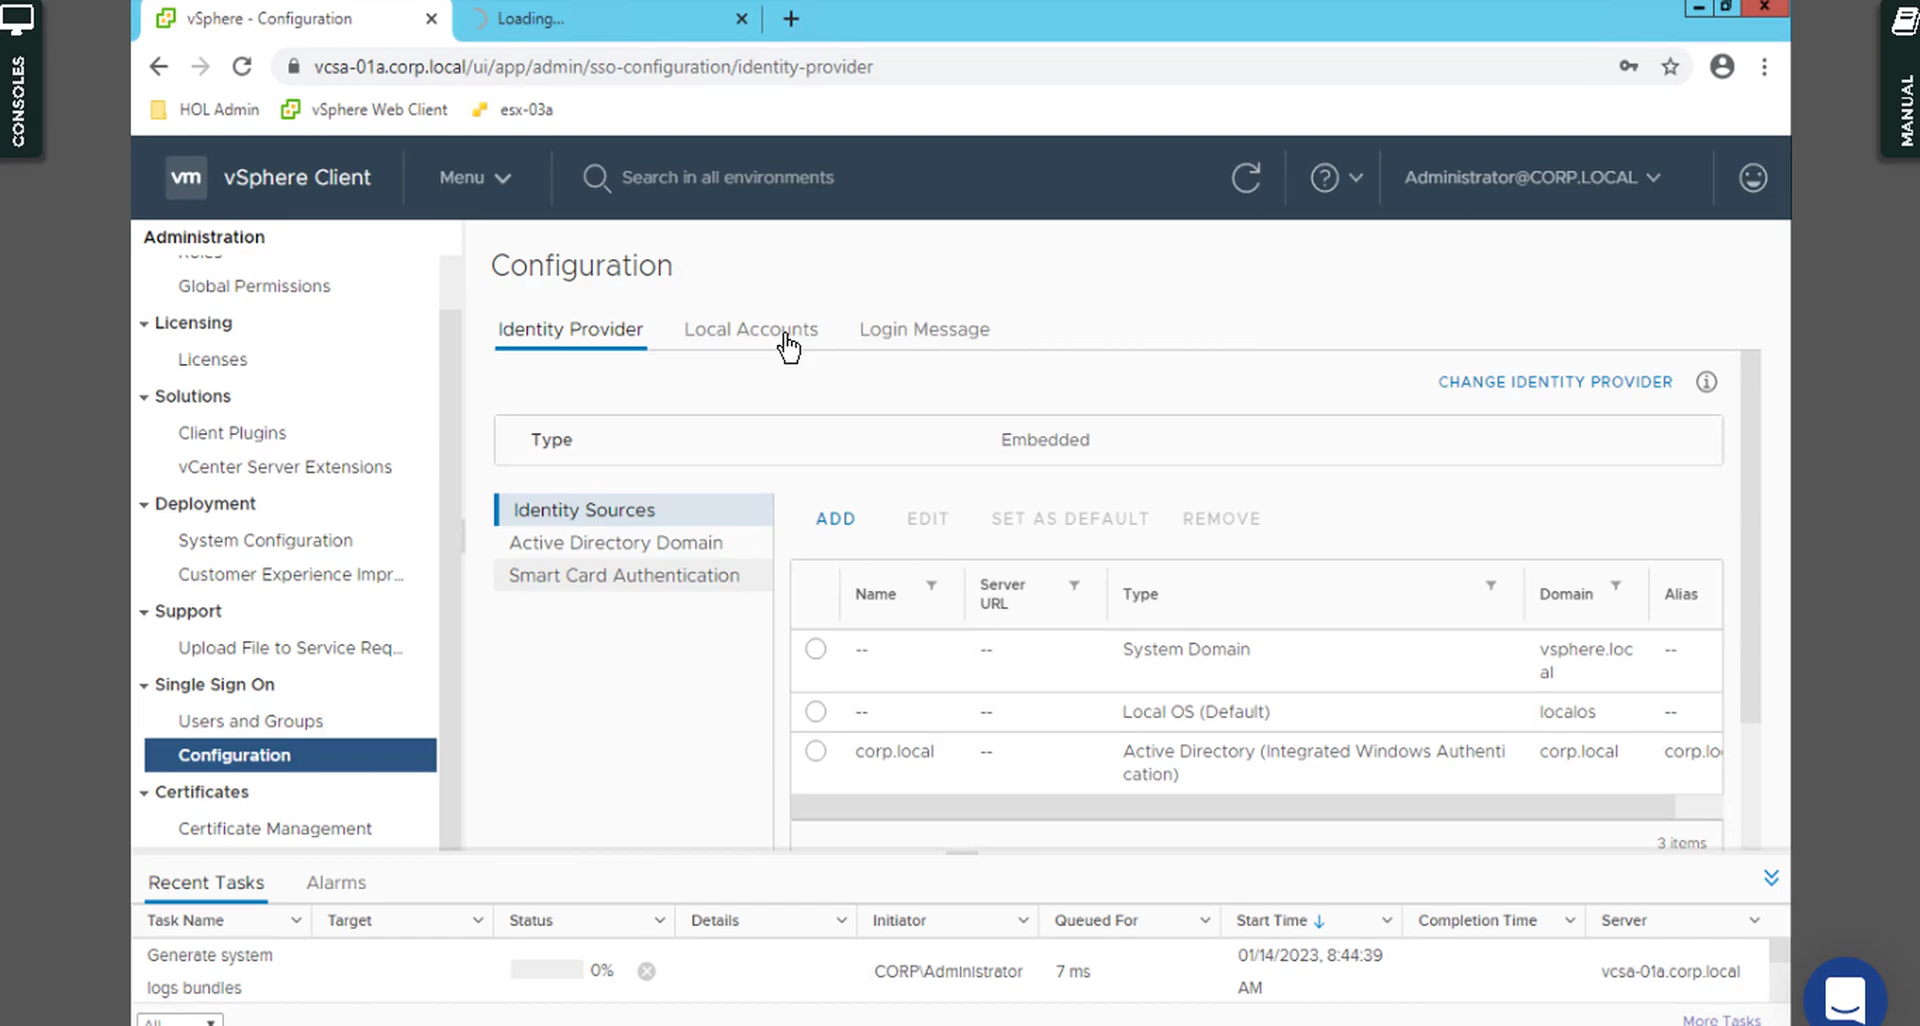 CONSOLES
MANUAL
vSphere - Configuration
Loading...
vcsa-01a.corp.local/ui/app/admin/sso-configuration/identity-provider
HOL Admin
vSphere Web Client
esx-03a
vm
vSphere Client
Menu
Search in all environments
Administrator@CORP.LOCAL
Administration
Roles
Global Permissions
Licensing
Licenses
Solutions
Client Plugins
vCenter Server Extensions
Deployment
System Configuration
Customer Experience Impr...
Support
Upload File to Service Req...
Single Sign On
Users and Groups
Configuration
Certificates
Certificate Management
Configuration
Identity Provider
Local Accounts
Login Message
CHANGE IDENTITY PROVIDER
Type
Embedded
Identity Sources
Active Directory Domain
Smart Card Authentication
ADD
EDIT
SET AS DEFAULT
REMOVE
Name
Server
URL
Type
Domain
Alias
-- -- System Domain vsphere.loc --
al
-- -- Local OS (Default) localos --
corp.local -- Active Directory (Integrated Windows Authenti corp.local corp.lo
cation)
3 items
Recent Tasks
Alarms
Task Name
Target
Status
Details
Initiator
Queued For
Start Time
Completion Time
Server
Generate system
logs bundles
0%
CORP\Administrator
7 ms
01/14/2023, 8:44:39
AM
vcsa-01a.corp.local
All
More Tasks